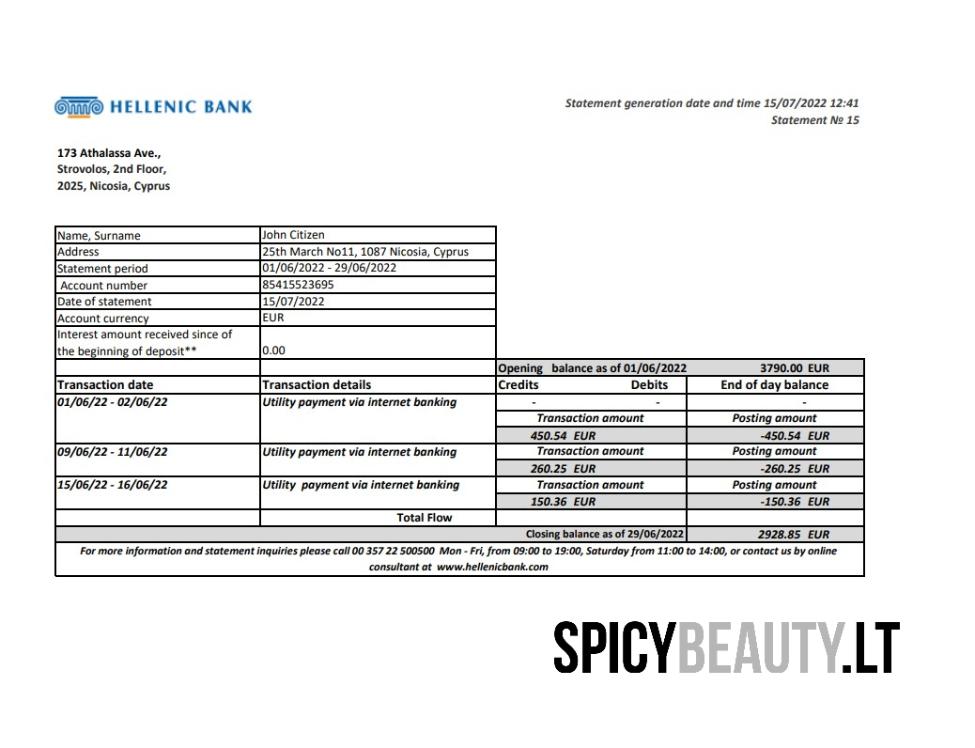 HELLENIC BANK
Statement generation date and time 15/07/2022 12:41
Statement № 15
173 Athalassa Ave.,
Strovolos, 2nd Floor,
2025, Nicosia, Cyprus
Name, Surname John Citizen
Address 25th March No11, 1087 Nicosia, Cyprus
Statement period 01/06/2022 - 29/06/2022
Account number 85415523695
Date of statement 15/07/2022
Account currency EUR
Interest amount received since of
the beginning of deposit** 0.00
Opening balance as of 01/06/2022 3790.00 EUR
Transaction date Transaction details Credits Debits End of day balance
01/06/22 - 02/06/22 Utility payment via internet banking - - -
Transaction amount Posting amount
450.54 EUR -450.54 EUR
09/06/22 - 11/06/22 Utility payment via internet banking Transaction amount Posting amount
260.25 EUR -260.25 EUR
15/06/22 - 16/06/22 Utility payment via internet banking Transaction amount Posting amount
150.36 EUR -150.36 EUR
Total Flow
Closing balance as of 29/06/2022 2928.85 EUR
For more information and statement inquiries please call 00 357 22 500500 Mon - Fri, from 09:00 to 19:00, Saturday from 11:00 to 14:00, or contact us by online
consultant at www.hellenicbank.com
SPICYBEAUTY.LT